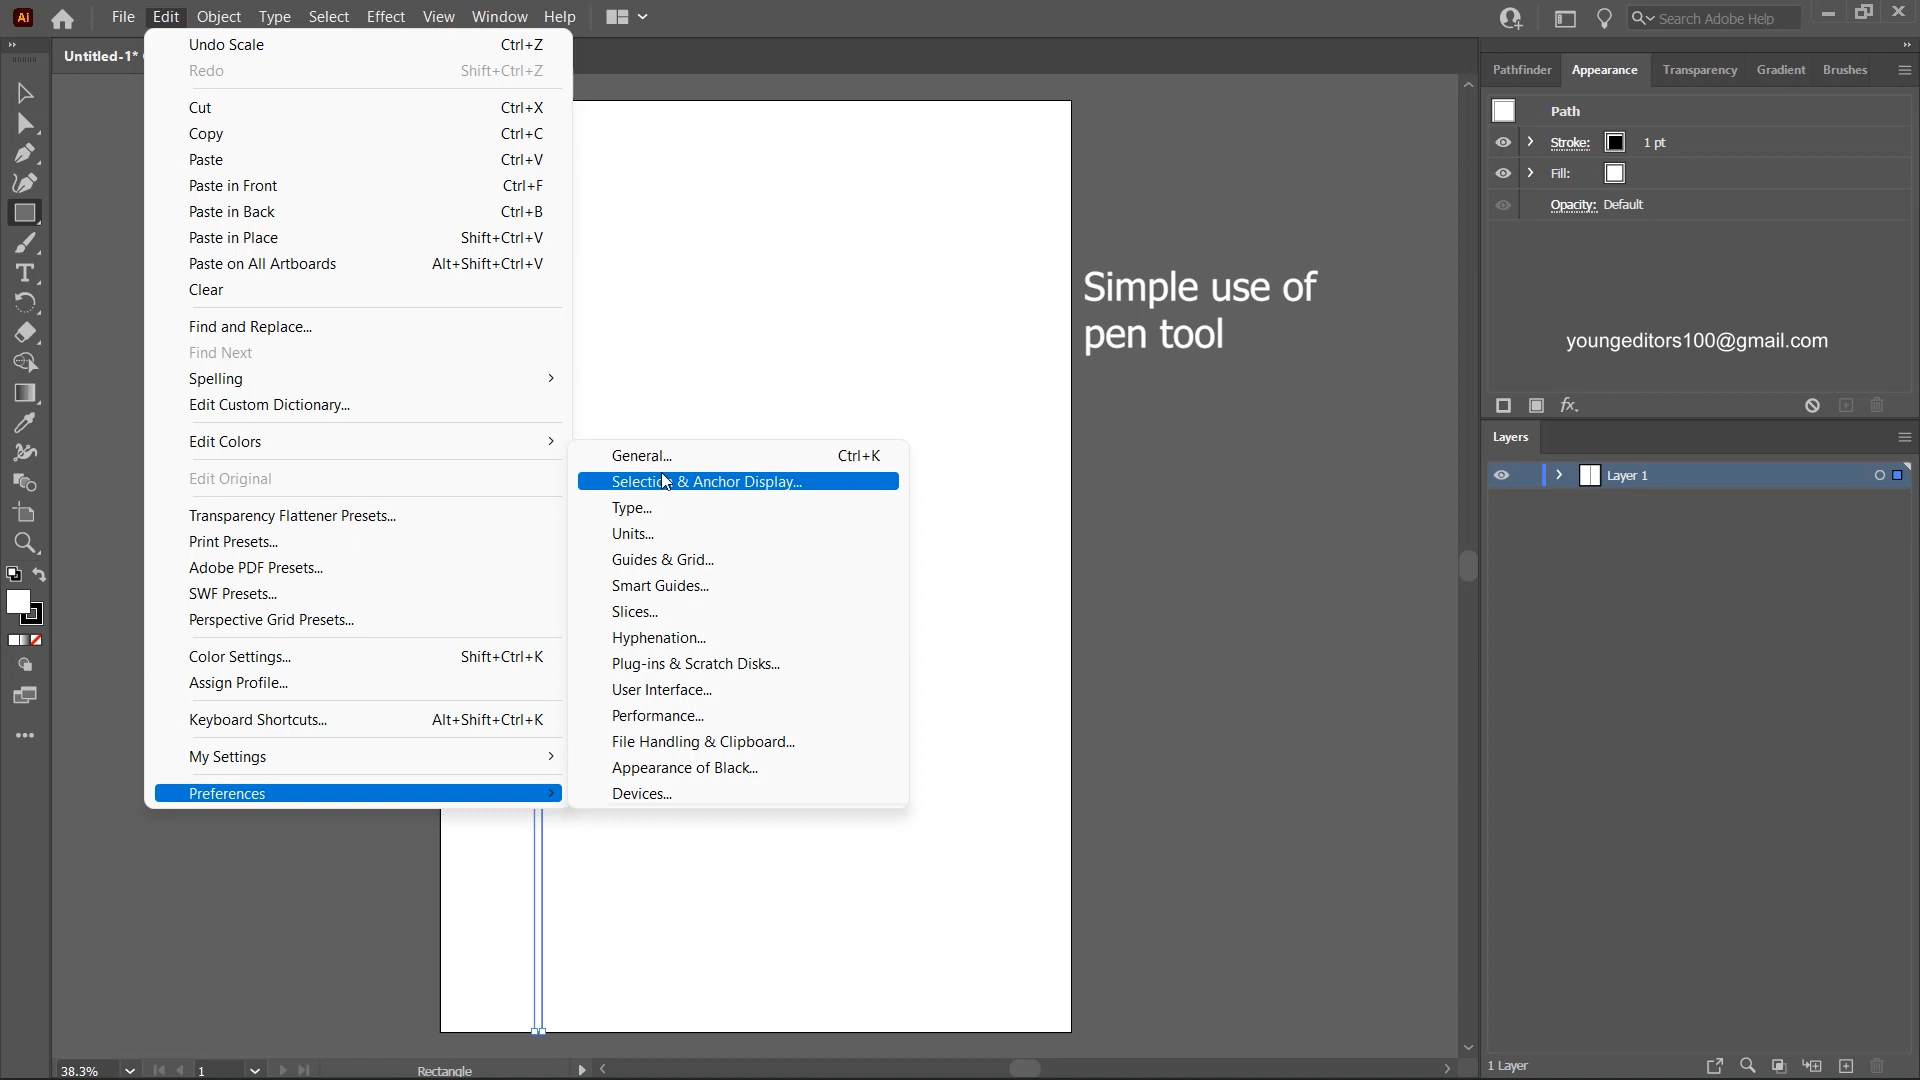 Ai
File Edit Object Type Select Effect View Window Help
Search Adobe Help
Untitled-1*
Undo Scale Ctrl+Z
Redo Shift+Ctrl+Z
Cut Ctrl+X
Copy Ctrl+C
Paste Ctrl+V
Paste in Front Ctrl+F
Paste in Back Ctrl+B
Paste in Place Shift+Ctrl+V
Paste on All Artboards Alt+Shift+Ctrl+V
Clear
Find and Replace...
Find Next
Spelling
Edit Custom Dictionary...
Edit Colors
Edit Original
Transparency Flattener Presets...
Print Presets...
Adobe PDF Presets...
SWF Presets...
Perspective Grid Presets...
Color Settings... Shift+Ctrl+K
Assign Profile...
Keyboard Shortcuts... Alt+Shift+Ctrl+K
My Settings
Preferences
General... Ctrl+K
Selection & Anchor Display...
Type...
Units...
Guides & Grid...
Smart Guides...
Slices...
Hyphenation...
Plug-ins & Scratch Disks...
User Interface...
Performance...
File Handling & Clipboard...
Appearance of Black...
Devices...
Simple use of
pen tool
Pathfinder Appearance Transparency Gradient Brushes
Path
Stroke: 1 pt
Fill:
Opacity: Default
youngeditors100@gmail.com
fx.
Layers
Layer 1
1 Layer
38.3% 1 Rectangle